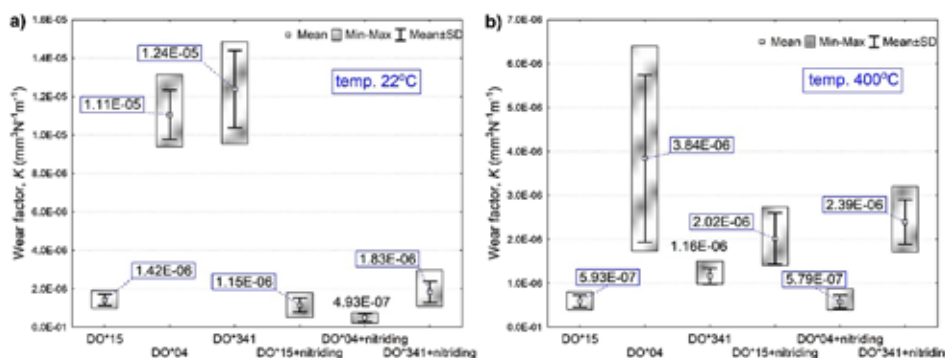 a)
1.6E-05
1.4E-05
1.2E-05
1.0E-05
8.0E-06
6.0E-06
4.0E-06
2.0E-06
0.0E-01
Wear factor, K (mm³N⁻¹m⁻¹)
Mean Min-Max Mean±SD
temp. 22°C
1.24E-05
1.11E-05
1.42E-06
1.15E-06
4.93E-07
1.83E-06
DO*15 DO*341 DO*04+nitriding
DO*04 DO*15+nitriding DO*341+nitriding
b)
7.0E-06
6.0E-06
5.0E-06
4.0E-06
3.0E-06
2.0E-06
1.0E-06
0.0E-01
Wear factor, K (mm³N⁻¹m⁻¹)
Mean Min-Max Mean±SD
temp. 400°C
3.84E-06
5.93E-07
1.16E-06
2.02E-06
5.79E-07
2.39E-06
DO*15 DO*341 DO*04+nitriding
DO*04 DO*15+nitriding DO*341+nitriding